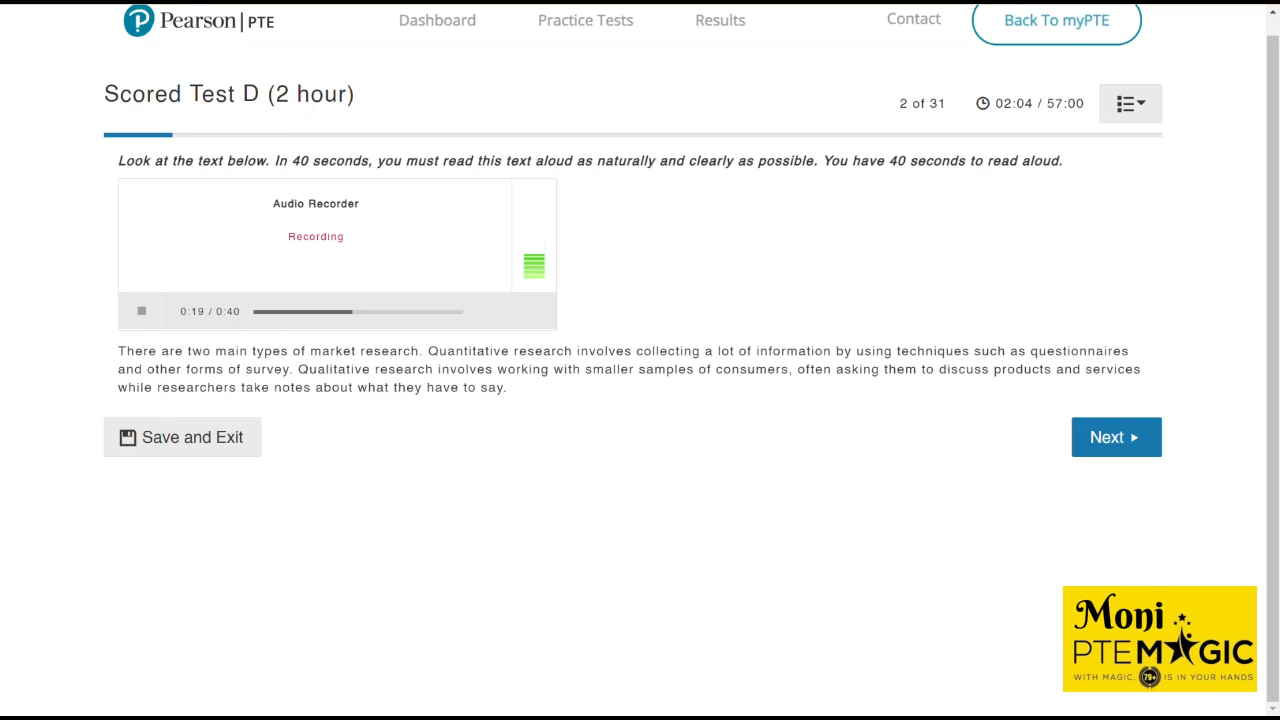 Pearson | PTE
Dashboard
Practice Tests
Results
Contact
Back To myPTE
Scored Test D (2 hour)
2 of 31
02:04 / 57:00
Look at the text below. In 40 seconds, you must read this text aloud as naturally and clearly as possible. You have 40 seconds to read aloud.
Audio Recorder
Recording
0:19 / 0:40
There are two main types of market research. Quantitative research involves collecting a lot of information by using techniques such as questionnaires
and other forms of survey. Qualitative research involves working with smaller samples of consumers, often asking them to discuss products and services
while researchers take notes about what they have to say.
Save and Exit
Next
Moni
PTE MAGIC
WITH MAGIC, 79+ IS IN YOUR HANDS